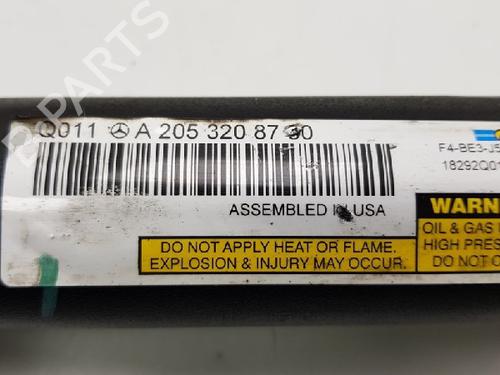 Q011 A 205 320 87 30
F4-BE3-J5
18292Q01
ASSEMBLED IN USA
DO NOT APPLY HEAT OR FLAME.
EXPLOSION & INJURY MAY OCCUR.
WARN
OIL & GAS
HIGH PRES
DO NOT C
B-PARTS